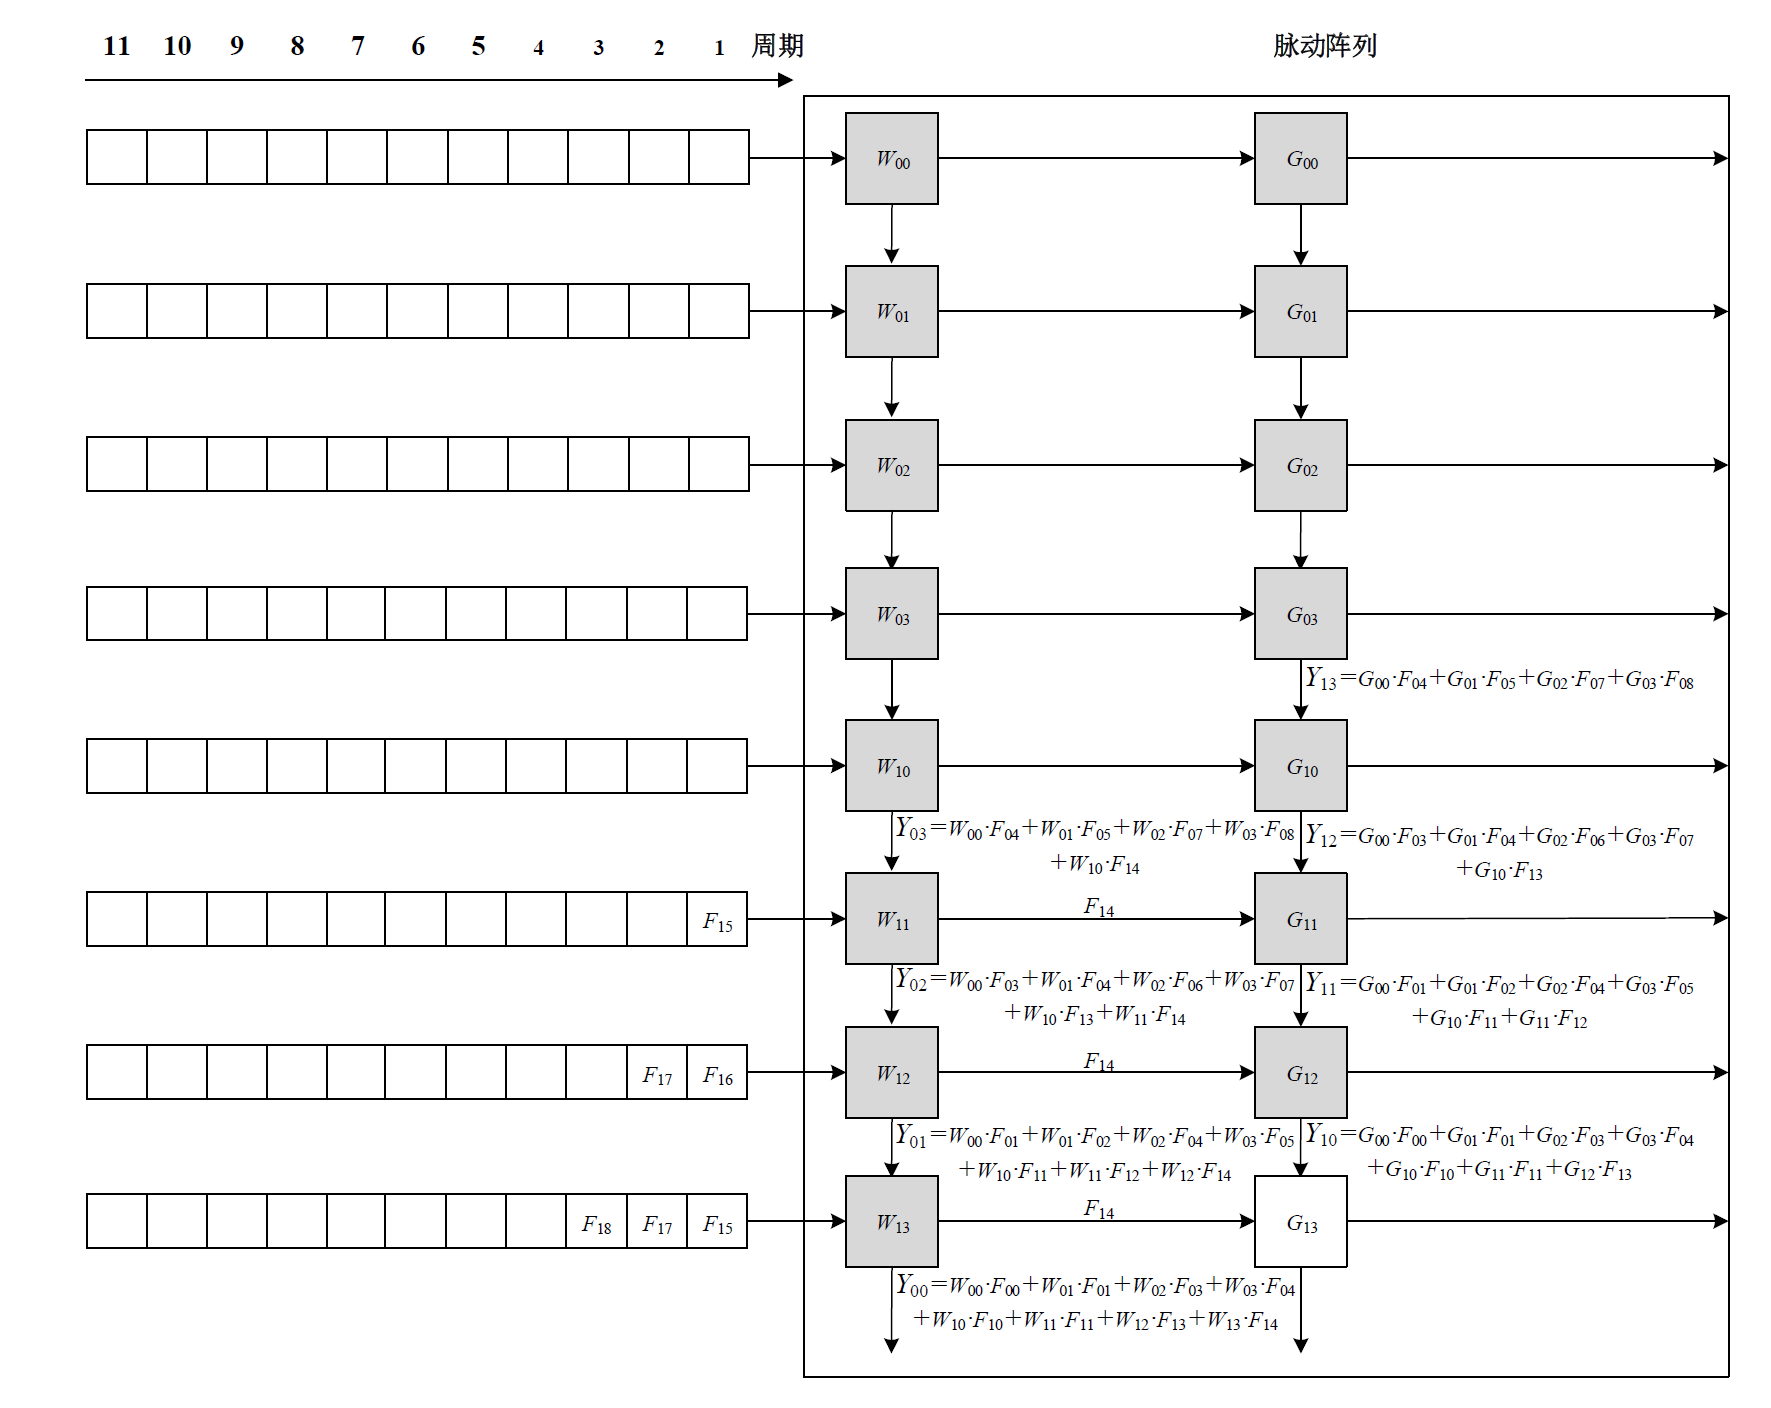 11 10 9 8 7 6 5 4 3 2 1 周期
脉动阵列
W00 G00
W01 G01
W02 G02
W03 G03
Y13=G00·F04+G01·F05+G02·F07+G03·F08
W10 G10
Y03=W00·F04+W01·F05+W02·F07+W03·F08
+W10·F14
Y12=G00·F03+G01·F04+G02·F06+G03·F07
+G10·F13
F15 W11 F14 G11
Y02=W00·F03+W01·F04+W02·F06+W03·F07
+W10·F13+W11·F14
Y11=G00·F01+G01·F02+G02·F04+G03·F05
+G10·F11+G11·F12
F17 F16 W12 F14 G12
Y01=W00·F01+W01·F02+W02·F04+W03·F05
+W10·F11+W11·F12+W12·F14
Y10=G00·F00+G01·F01+G02·F03+G03·F04
+G10·F10+G11·F11+G12·F13
F18 F17 F15 W13 F14 G13
Y00=W00·F00+W01·F01+W02·F03+W03·F04
+W10·F10+W11·F11+W12·F13+W13·F14